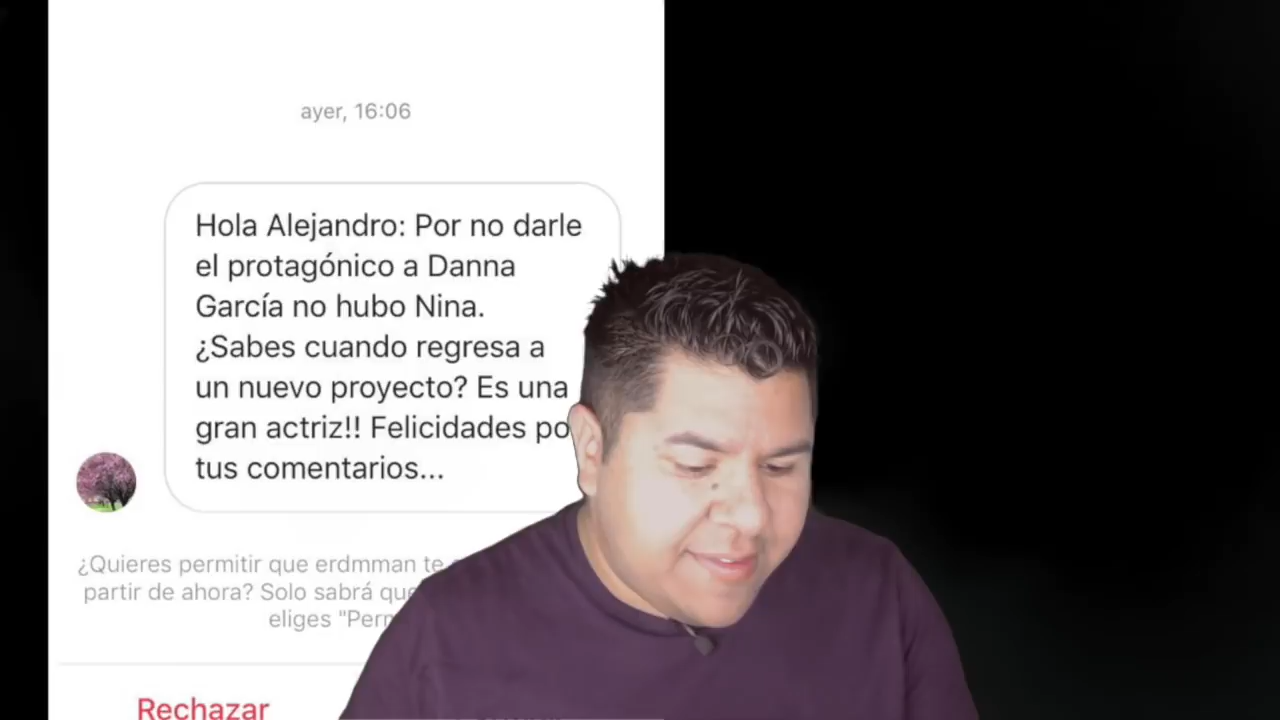 ayer, 16:06
Hola Alejandro: Por no darle
el protagónico a Danna
García no hubo Nina.
¿Sabes cuando regresa a
un nuevo proyecto? Es una
gran actriz!! Felicidades po
tus comentarios...
¿Quieres permitir que erdmman te
partir de ahora? Solo sabrá que
eliges "Perm
Rechazar